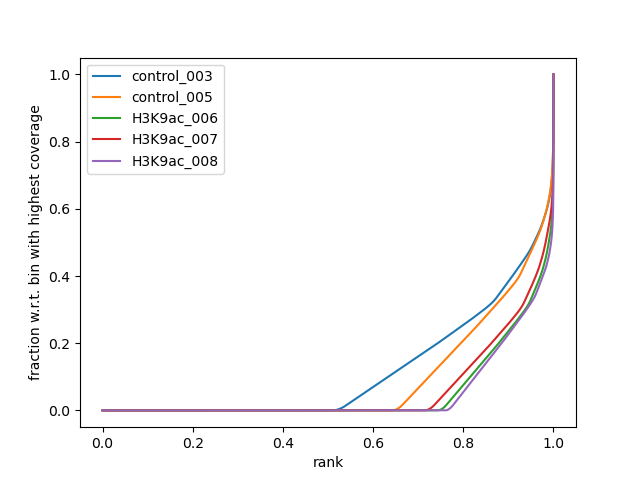 control_003
control_005
H3K9ac_006
H3K9ac_007
H3K9ac_008
fraction w.r.t. bin with highest coverage
1.0
0.8
0.6
0.4
0.2
0.0
0.0 0.2 0.4 0.6 0.8 1.0
rank